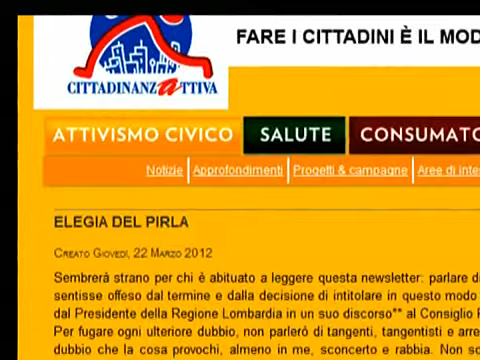 FARE I CITTADINI È IL MOD
CITTADINANZATTIVA
ATTIVISMO CIVICO SALUTE CONSUMATO
Notizie Approfondimenti Progetti & campagne Aree di inte
ELEGIA DEL PIRLA
CREATO GIOVEDÌ, 22 MARZO 2012
Sembrerà strano per chi è abituato a leggere questa newsletter: parlare di
sentisse offeso dal termine e dalla decisione di intitolare in questo modo
dal Presidente della Regione Lombardia in un suo discorso** al Consiglio R
Per fugare ogni ulteriore dubbio, non parlerò di tangenti, tangentisti e arre
dubbio che la cosa provochi, almeno in me, sconcerto e rabbia. Non sc